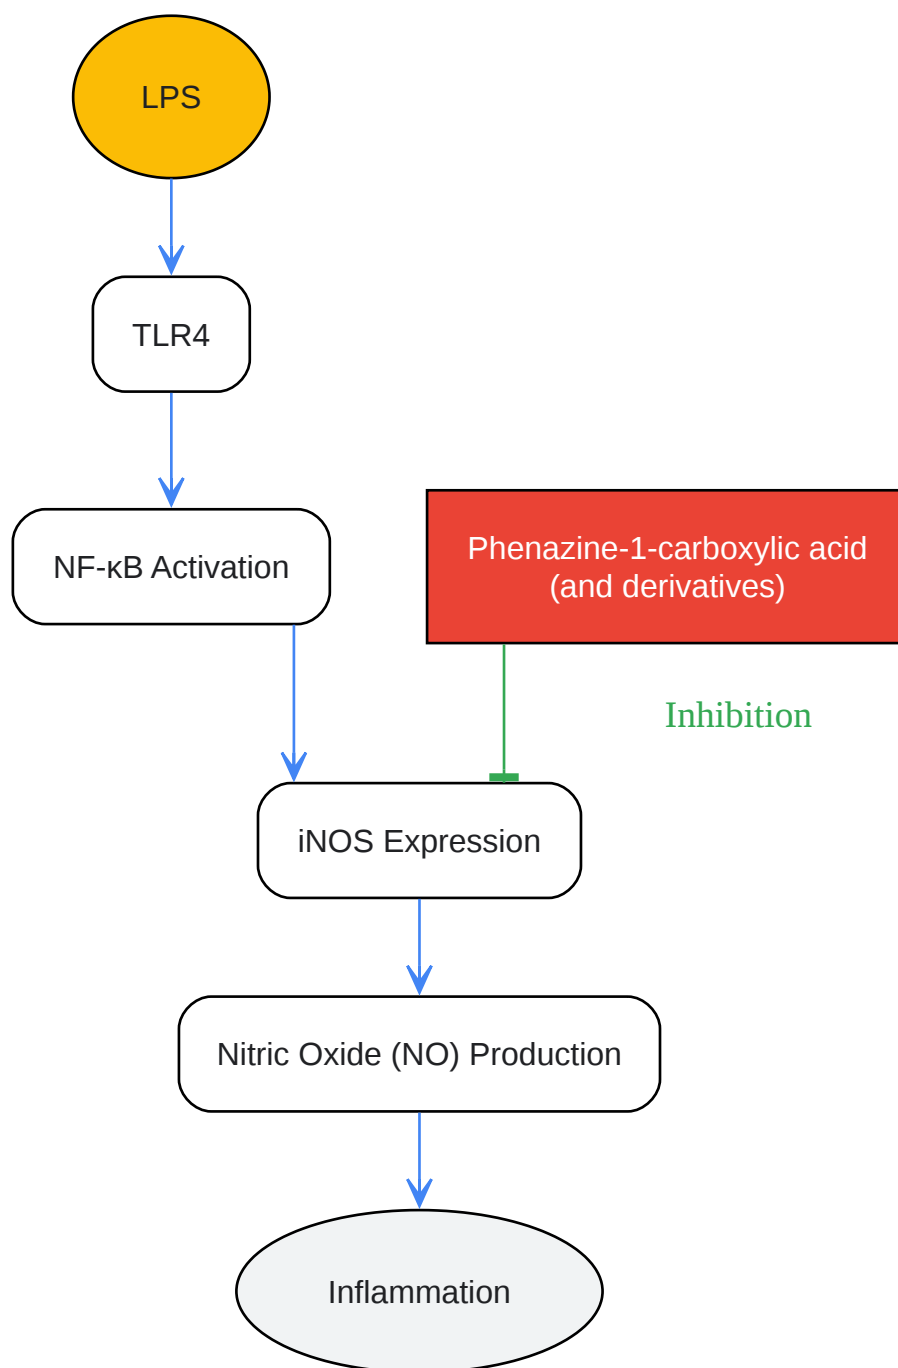 LPS
TLR4
NF-κB Activation
Phenazine-1-carboxylic acid
(and derivatives)
Inhibition
iNOS Expression
Nitric Oxide (NO) Production
Inflammation